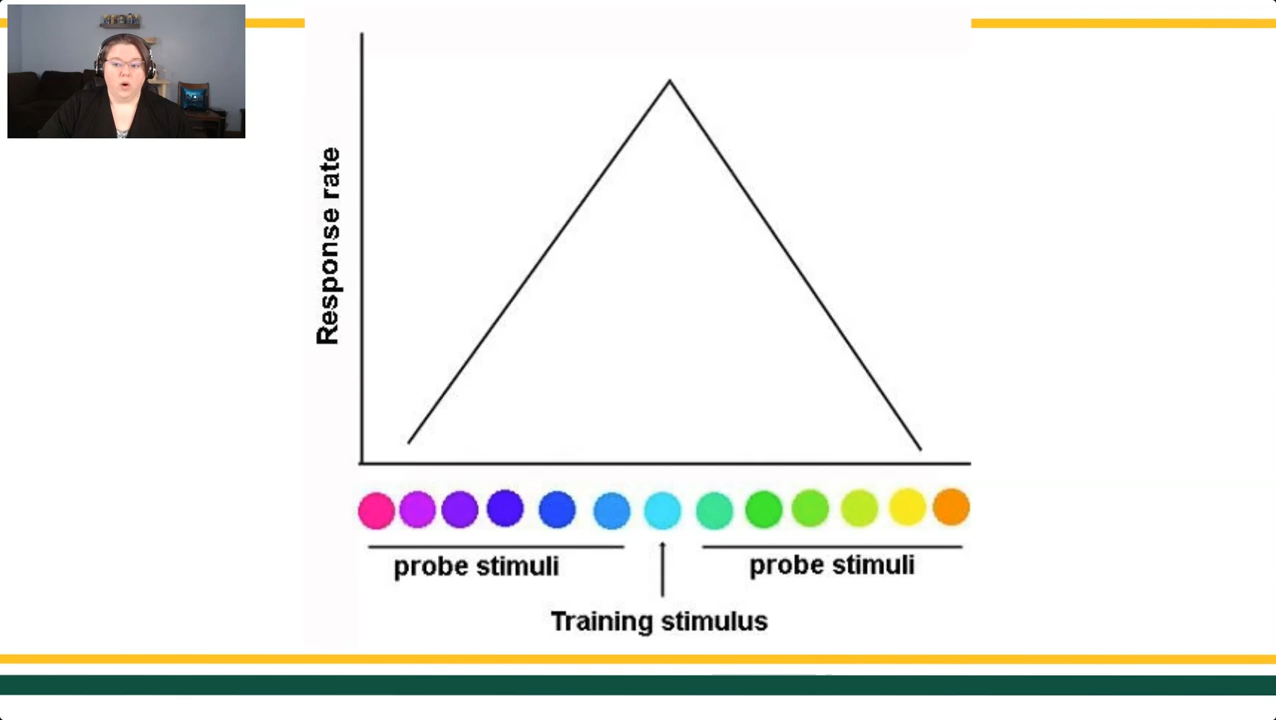 Response rate
probe stimuli
probe stimuli
Training stimulus